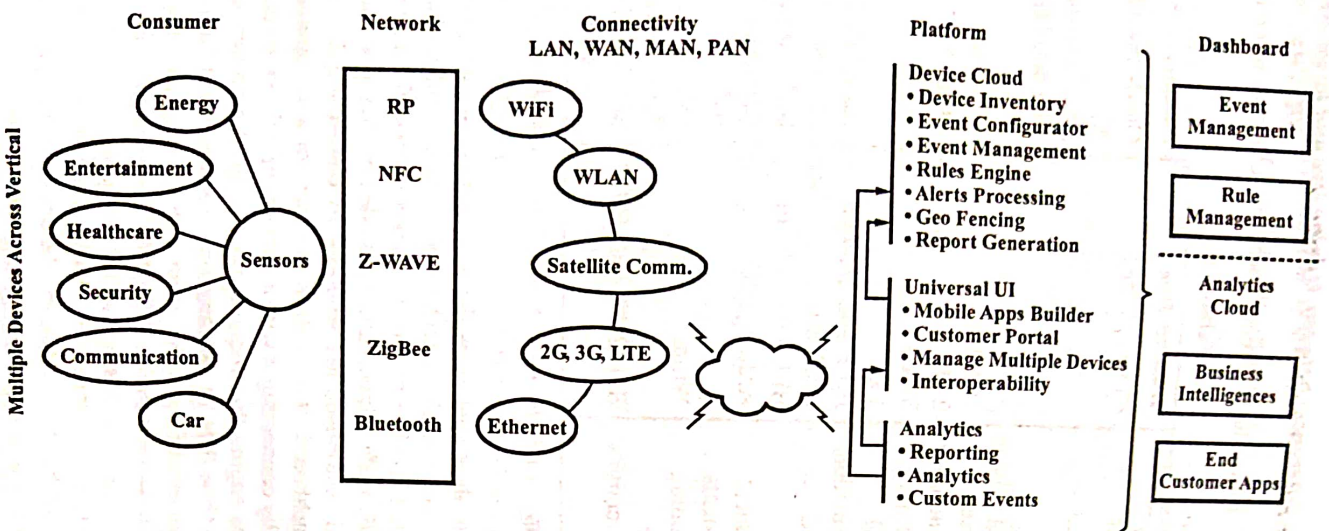 Consumer
Network
Connectivity
LAN, WAN, MAN, PAN
Platform
Dashboard
Multiple Devices Across Vertical
Energy
Entertainment
Healthcare
Security
Communication
Car
Sensors
RP
NFC
Z-WAVE
ZigBee
Bluetooth
WiFi
WLAN
Satellite Comm.
2G, 3G, LTE
Ethernet
Device Cloud
• Device Inventory
• Event Configurator
• Event Management
• Rules Engine
• Alerts Processing
• Geo Fencing
• Report Generation
Universal UI
• Mobile Apps Builder
• Customer Portal
• Manage Multiple Devices
• Interoperability
Analytics
• Reporting
• Analytics
• Custom Events
Event
Management
Rule
Management
Analytics
Cloud
Business
Intelligences
End
Customer Apps